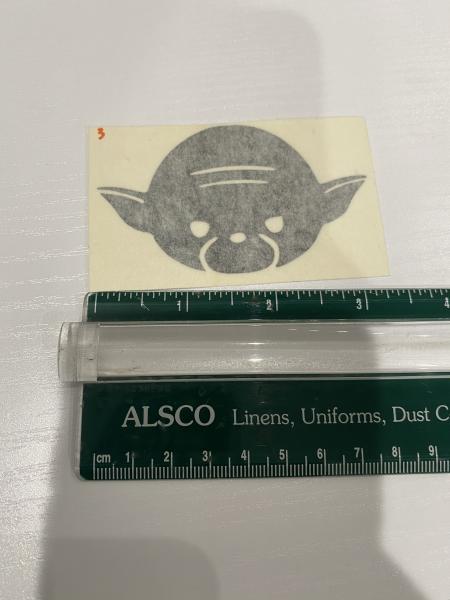 3
1 2 3 4
ALSCO Linens, Uniforms, Dust C
cm 1 2 3 4 5 6 7 8 9